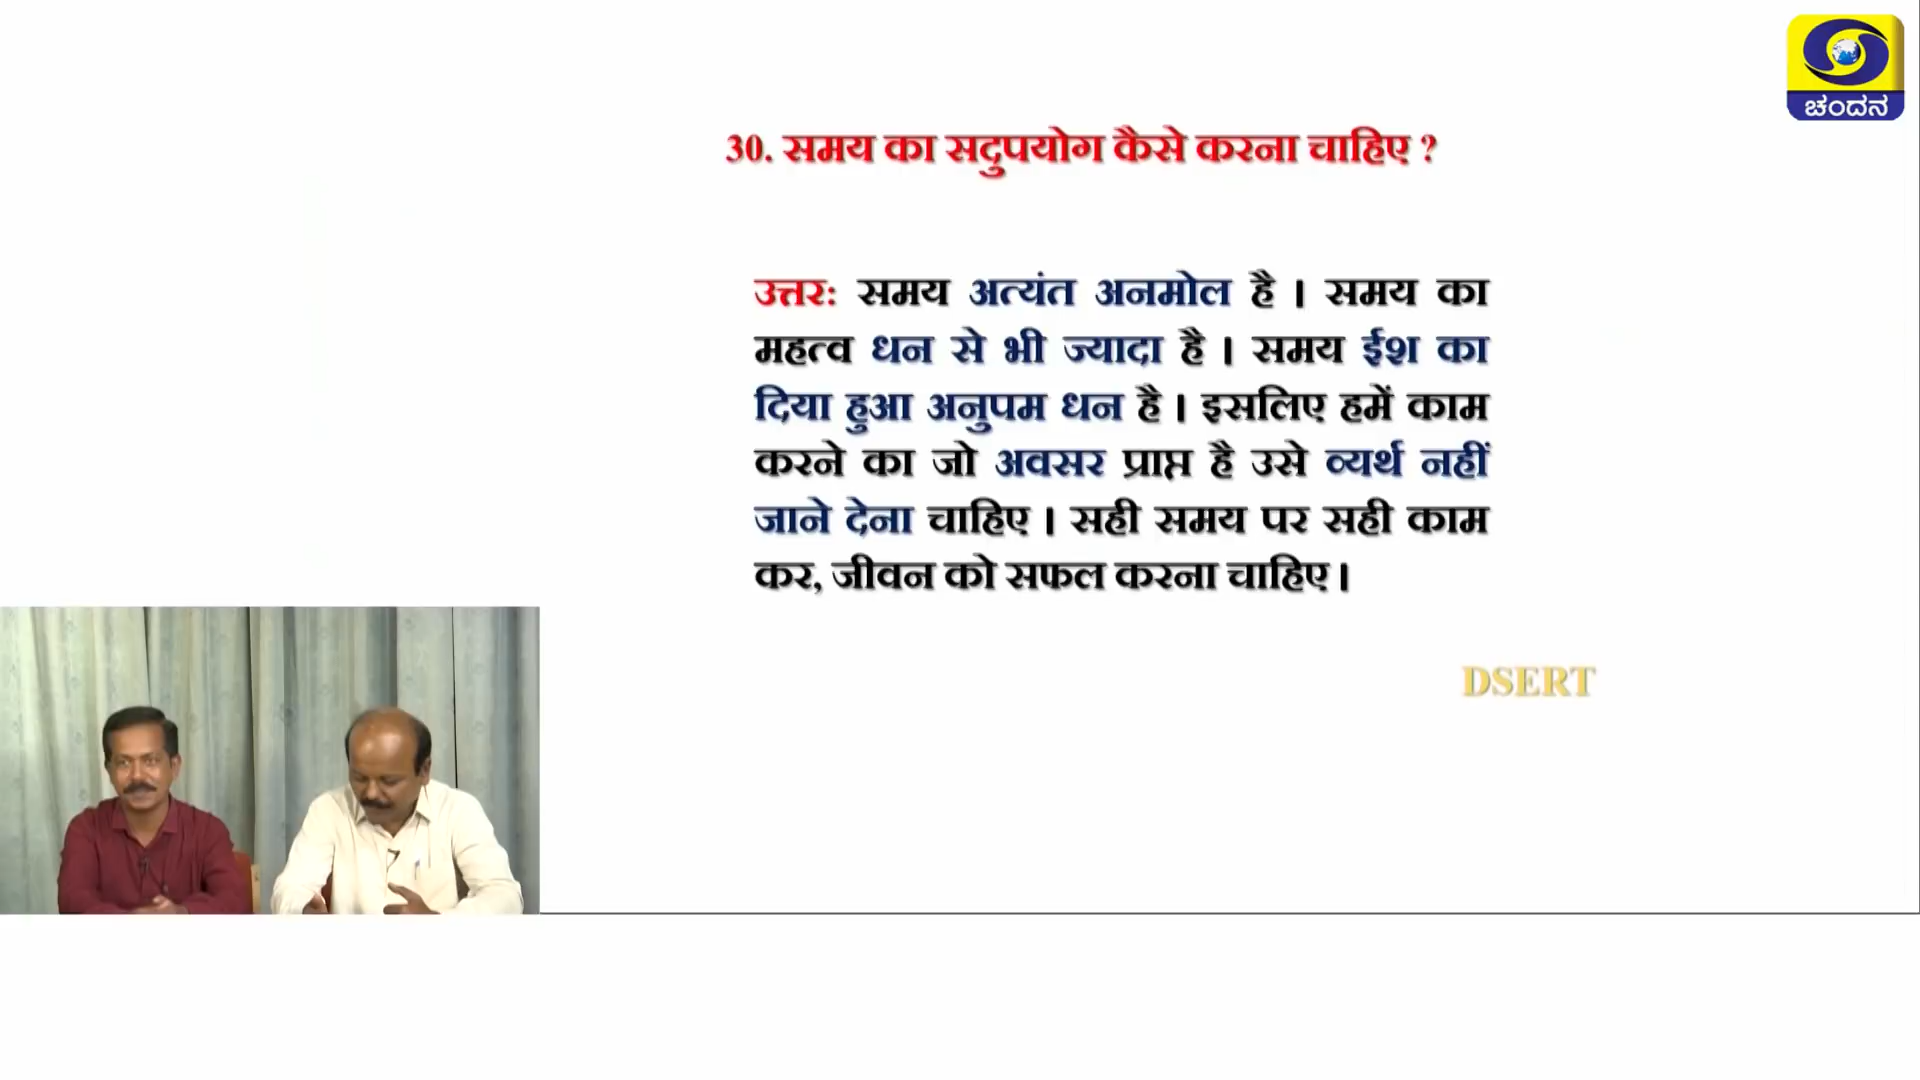 ಚಂದನ
30. समय का सदुपयोग कैसे करना चाहिए ?
उत्तर: समय अत्यंत अनमोल है । समय का
महत्व धन से भी ज्यादा है । समय ईश का
दिया हुआ अनुपम धन है । इसलिए हमें काम
करने का जो अवसर प्राप्त है उसे व्यर्थ नहीं
जाने देना चाहिए । सही समय पर सही काम
कर, जीवन को सफल करना चाहिए ।
DSERT